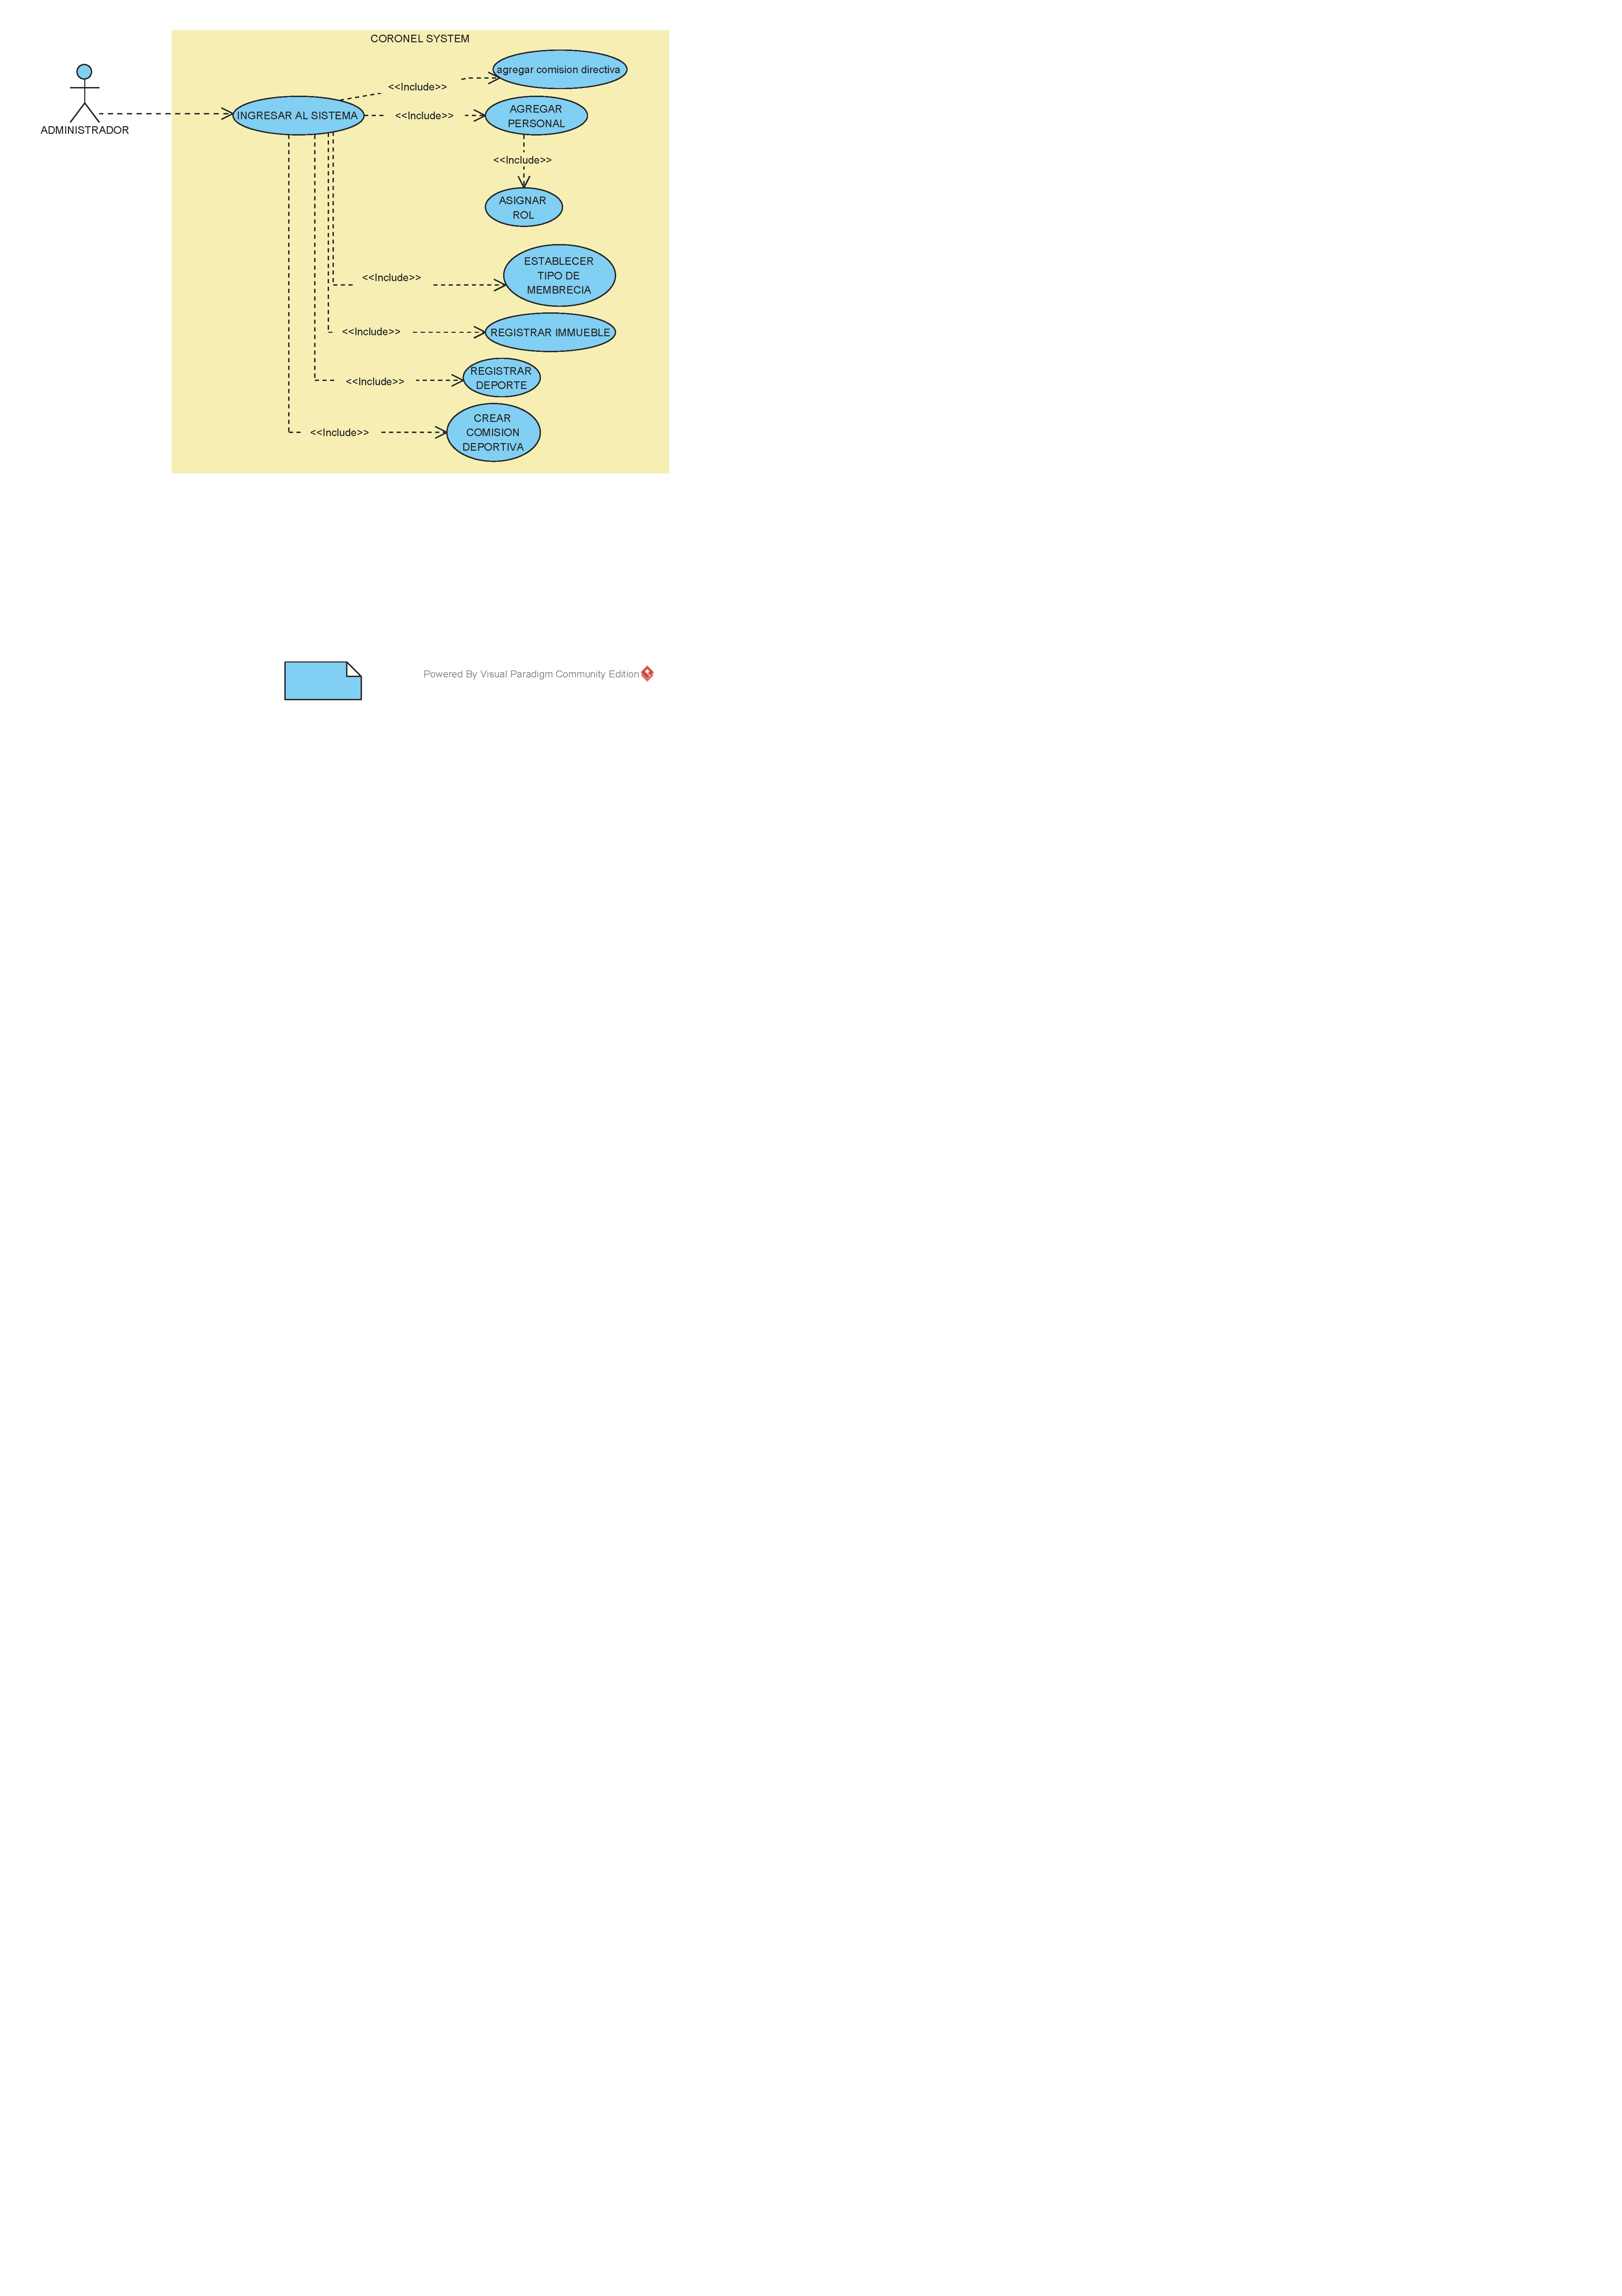 CORONEL SYSTEM
agregar comision directiva
<<Include>>
ADMINISTRADOR
INGRESAR AL SISTEMA
<<Include>>
AGREGAR
PERSONAL
<<Include>>
ASIGNAR
ROL
<<Include>>
ESTABLECER
TIPO DE
MEMBRECIA
<<Include>>
REGISTRAR IMMUEBLE
<<Include>>
REGISTRAR
DEPORTE
<<Include>>
CREAR
COMISION
DEPORTIVA
Powered By Visual Paradigm Community Edition